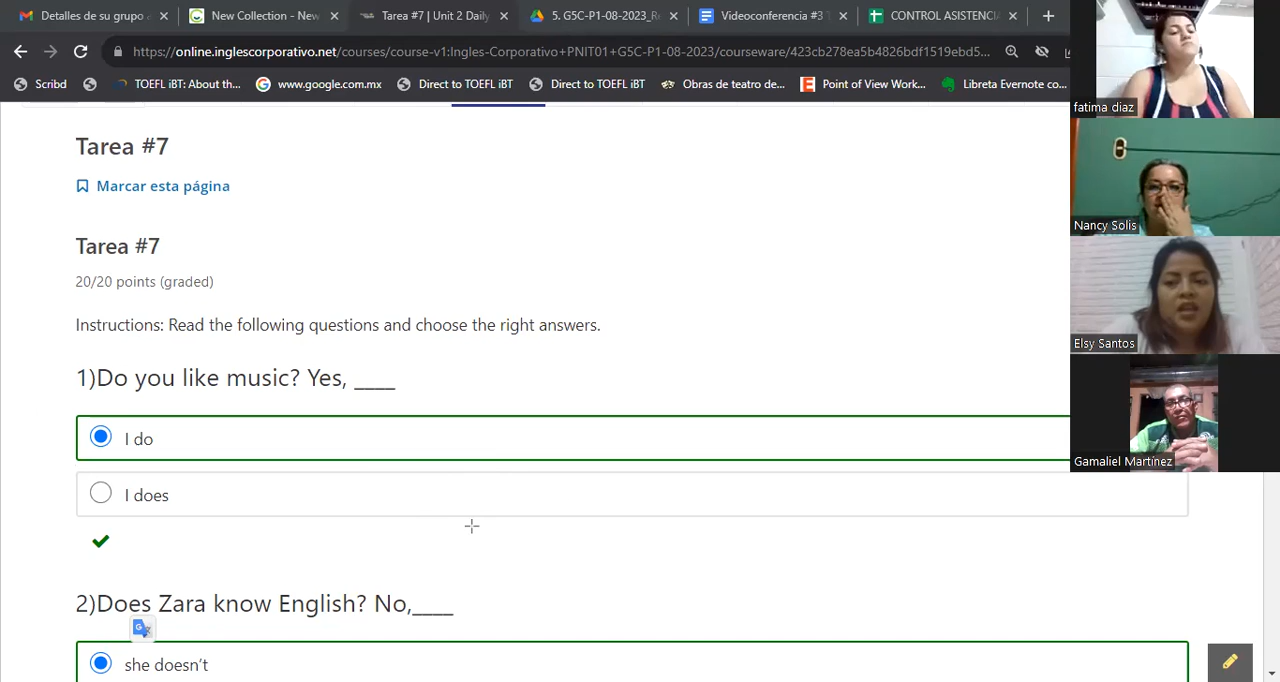 Detalles de su grupo d
New Collection - New
Tarea #7 | Unit 2 Daily
5. G5C-P1-08-2023_R
Videoconferencia #3 T
CONTROL ASISTENCIA
https://online.inglescorporativo.net/courses/course-v1:Ingles-Corporativo+PNIT01+G5C-P1-08-2023/courseware/423cb278ea5b4826bdf1519ebd5...
Scribd
TOEFL iBT: About th...
www.google.com.mx
Direct to TOEFL iBT
Direct to TOEFL iBT
Obras de teatro de...
Point of View Work...
Libreta Evernote co...
fatima diaz
Nancy Solis
Elsy Santos
Gamaliel Martínez
Tarea #7
Marcar esta página
Tarea #7
20/20 points (graded)
Instructions: Read the following questions and choose the right answers.
1)Do you like music? Yes, ____
I do
I does
2)Does Zara know English? No,____
she doesn't